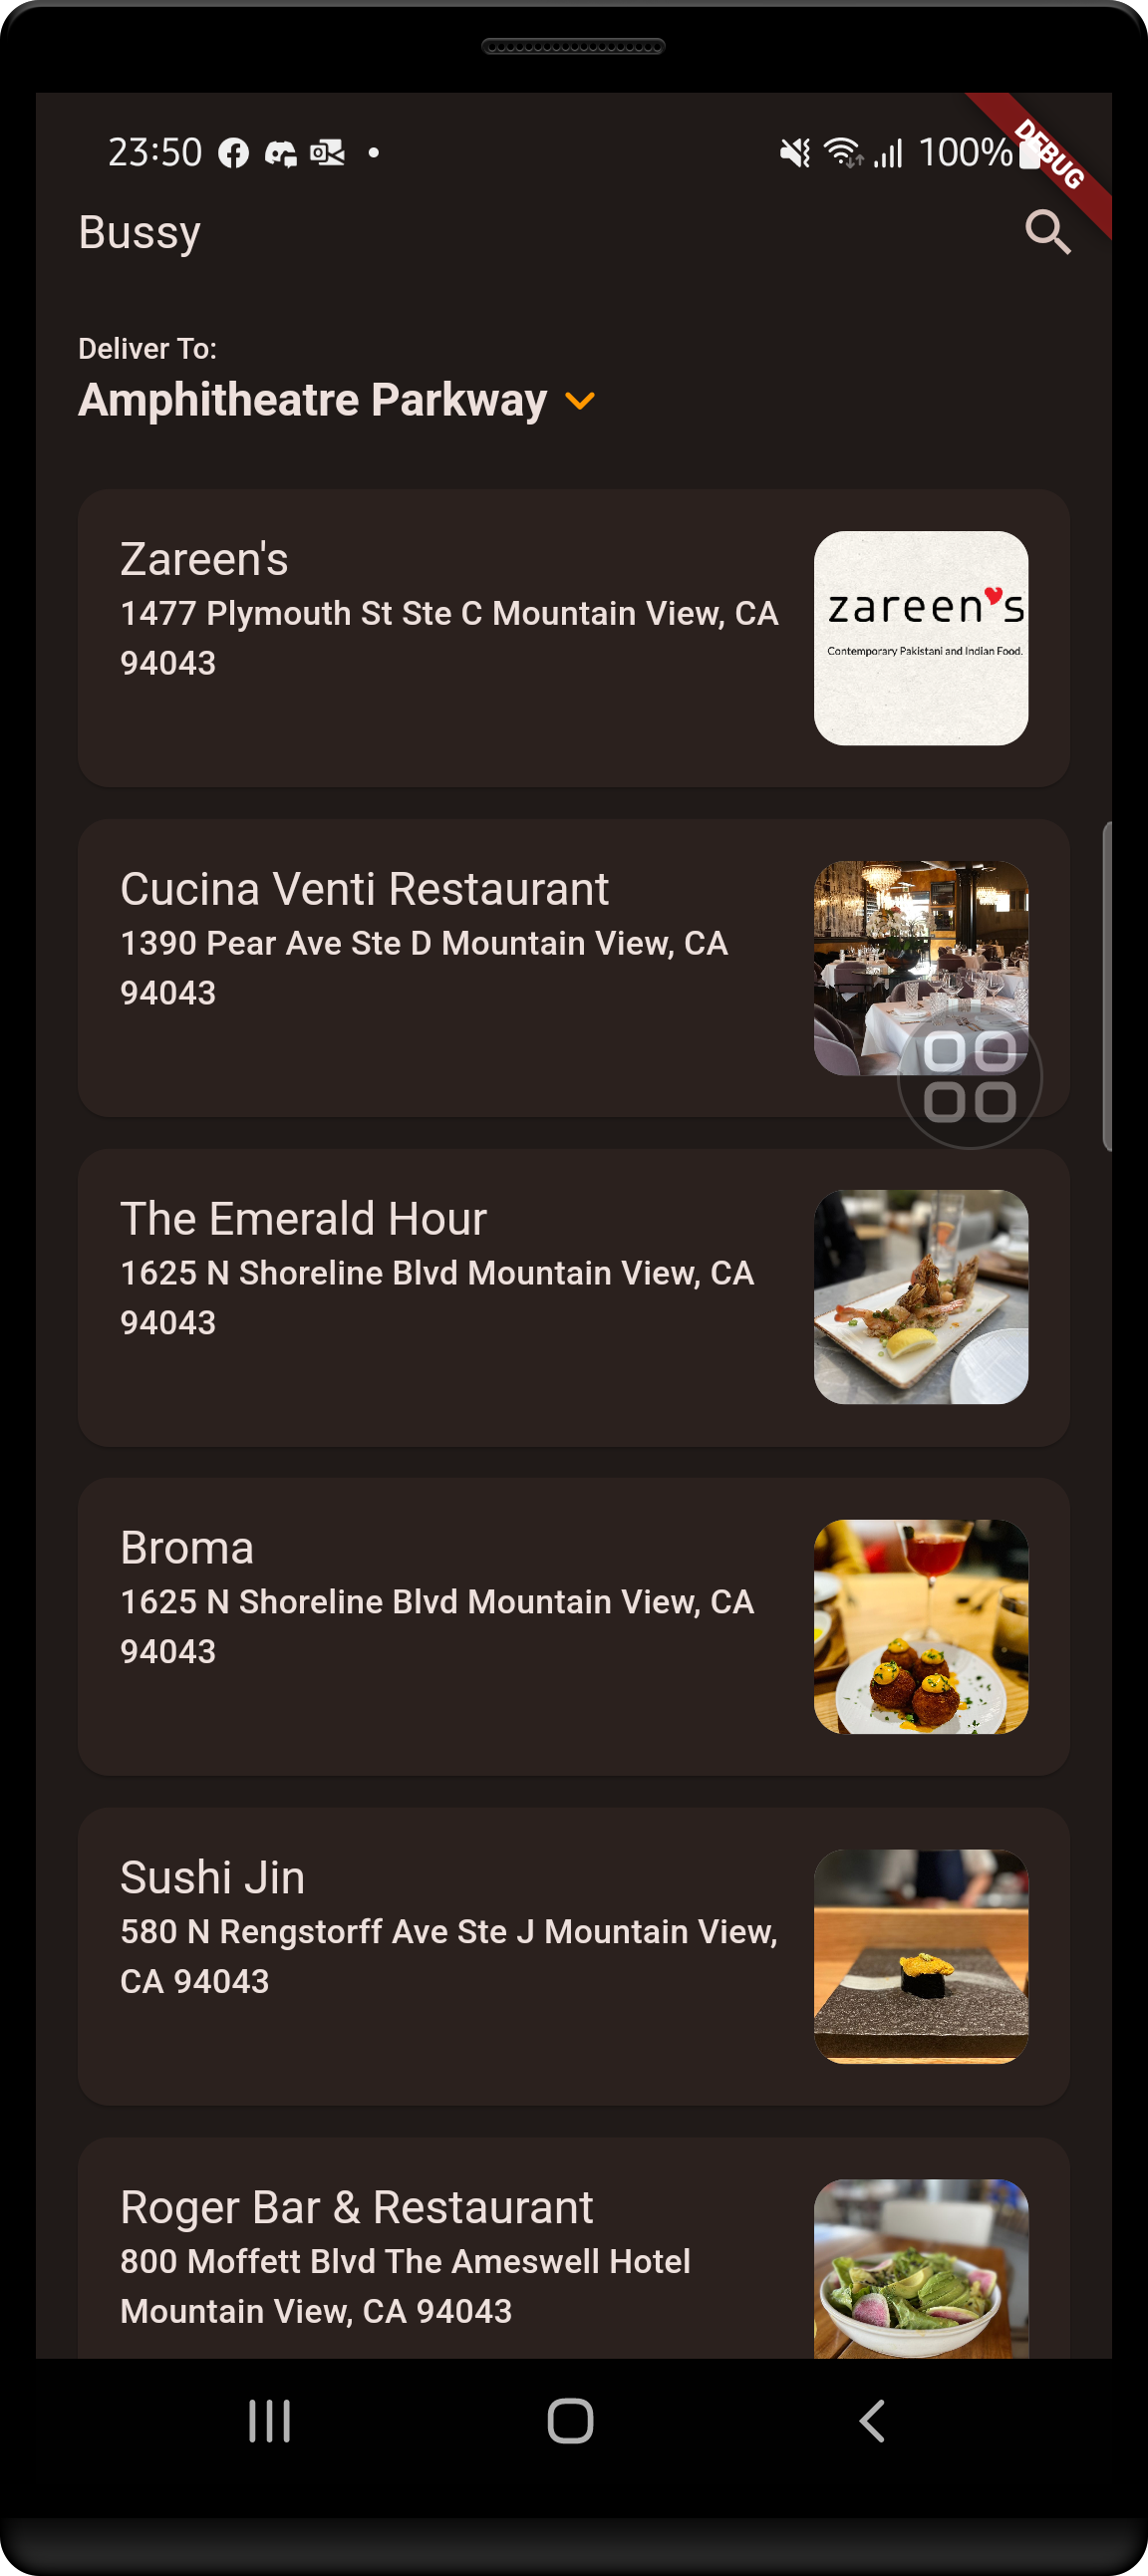 23:50
100%
DEBUG
Bussy
Deliver To:
Amphitheatre Parkway
Zareen's
1477 Plymouth St Ste C Mountain View, CA
94043
zareen's
Contemporary Pakistani and Indian Food.
Cucina Venti Restaurant
1390 Pear Ave Ste D Mountain View, CA
94043
The Emerald Hour
1625 N Shoreline Blvd Mountain View, CA
94043
Broma
1625 N Shoreline Blvd Mountain View, CA
94043
Sushi Jin
580 N Rengstorff Ave Ste J Mountain View,
CA 94043
Roger Bar & Restaurant
800 Moffett Blvd The Ameswell Hotel
Mountain View, CA 94043